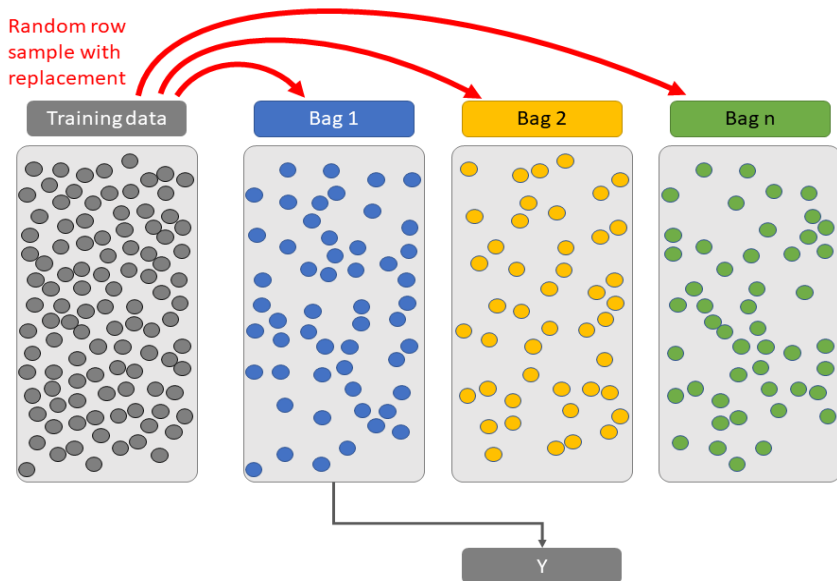 Random row
sample with
replacement
Training data
Bag 1
Bag 2
Bag n
Y